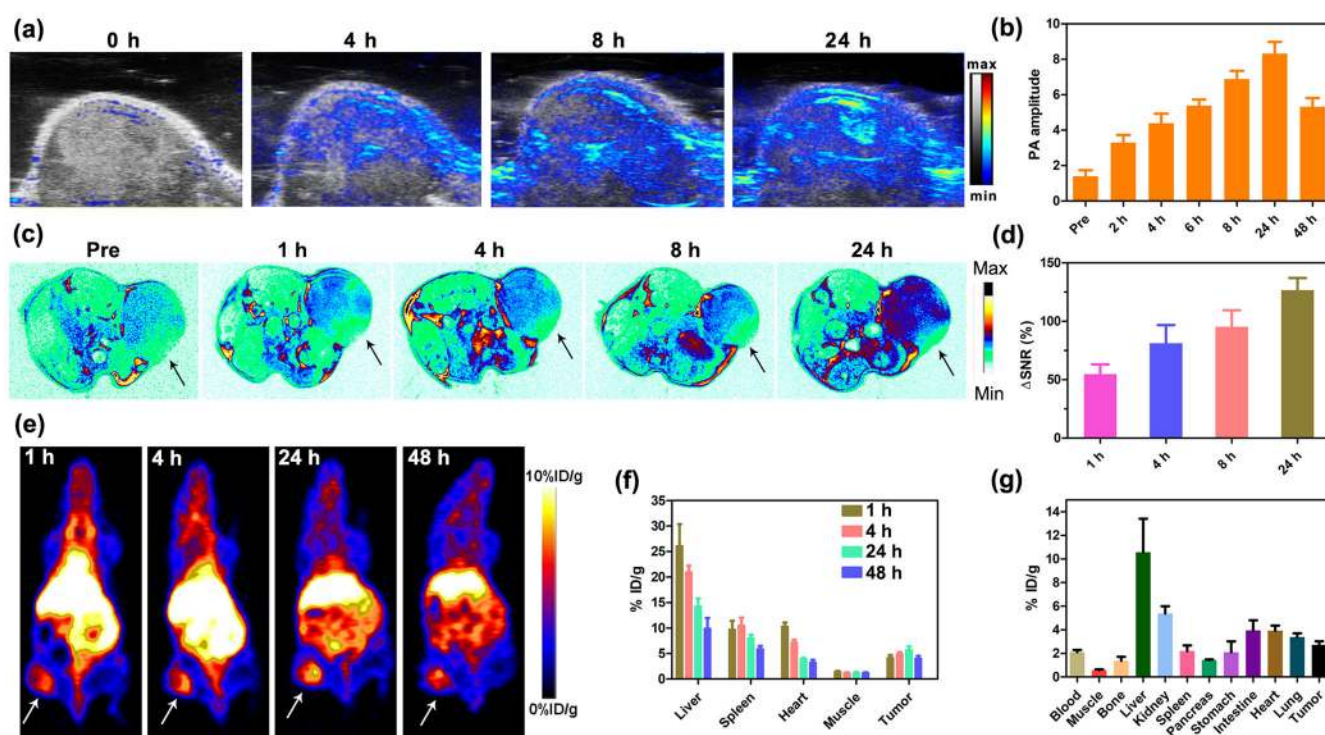 (a)
0 h 4 h 8 h 24 h
max
min
(b)
PA amplitude
10
8
6
4
2
0
Pre 2 h 4 h 6 h 8 h 24 h 48 h
(c)
Pre 1 h 4 h 8 h 24 h
Max
Min
(d)
ΔSNR (%)
150
100
50
0
1 h 4 h 8 h 24 h
(e)
1 h 4 h 24 h 48 h
10%ID/g
0%ID/g
(f)
% ID/g
35
30
25
20
15
10
5
0
1 h
4 h
24 h
48 h
Liver Spleen Heart Muscle Tumor
(g)
% ID/g
14
12
10
8
6
4
2
0
Blood Muscle Bone Liver Kidney Spleen Pancreas Stomach Intestine Heart Lung Tumor